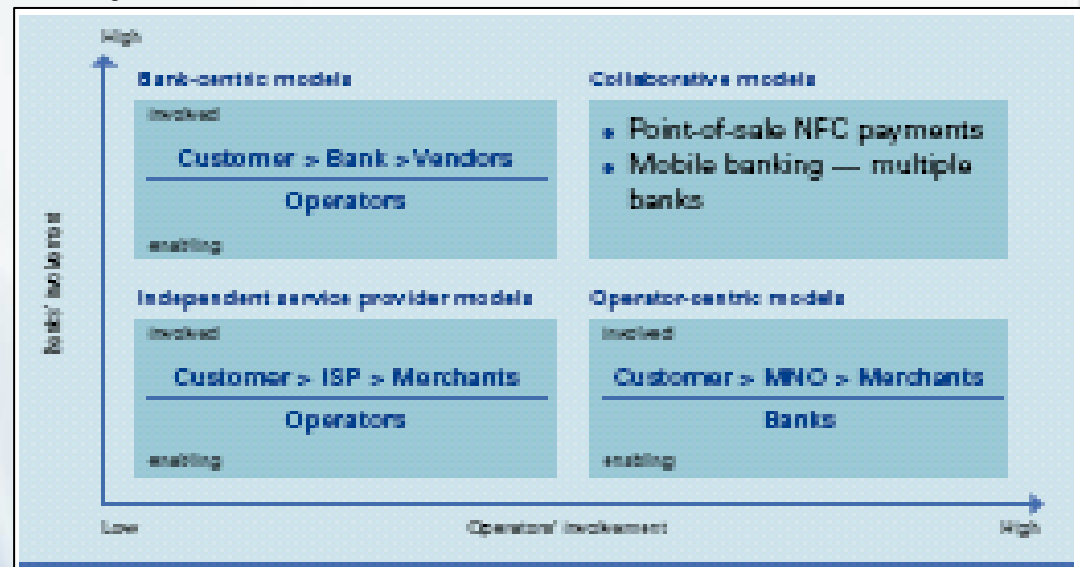 High
Bank-centric models
involved
Customer > Bank > Vendors
Operators
enabling
Collaborative models
• Point-of-sale NFC payments
• Mobile banking — multiple
banks
Banks' involvement
Independent service provider models
involved
Customer > ISP > Merchants
Operators
enabling
Operator-centric models
involved
Customer > MNO > Merchants
Banks
enabling
Low
Operators' involvement
High